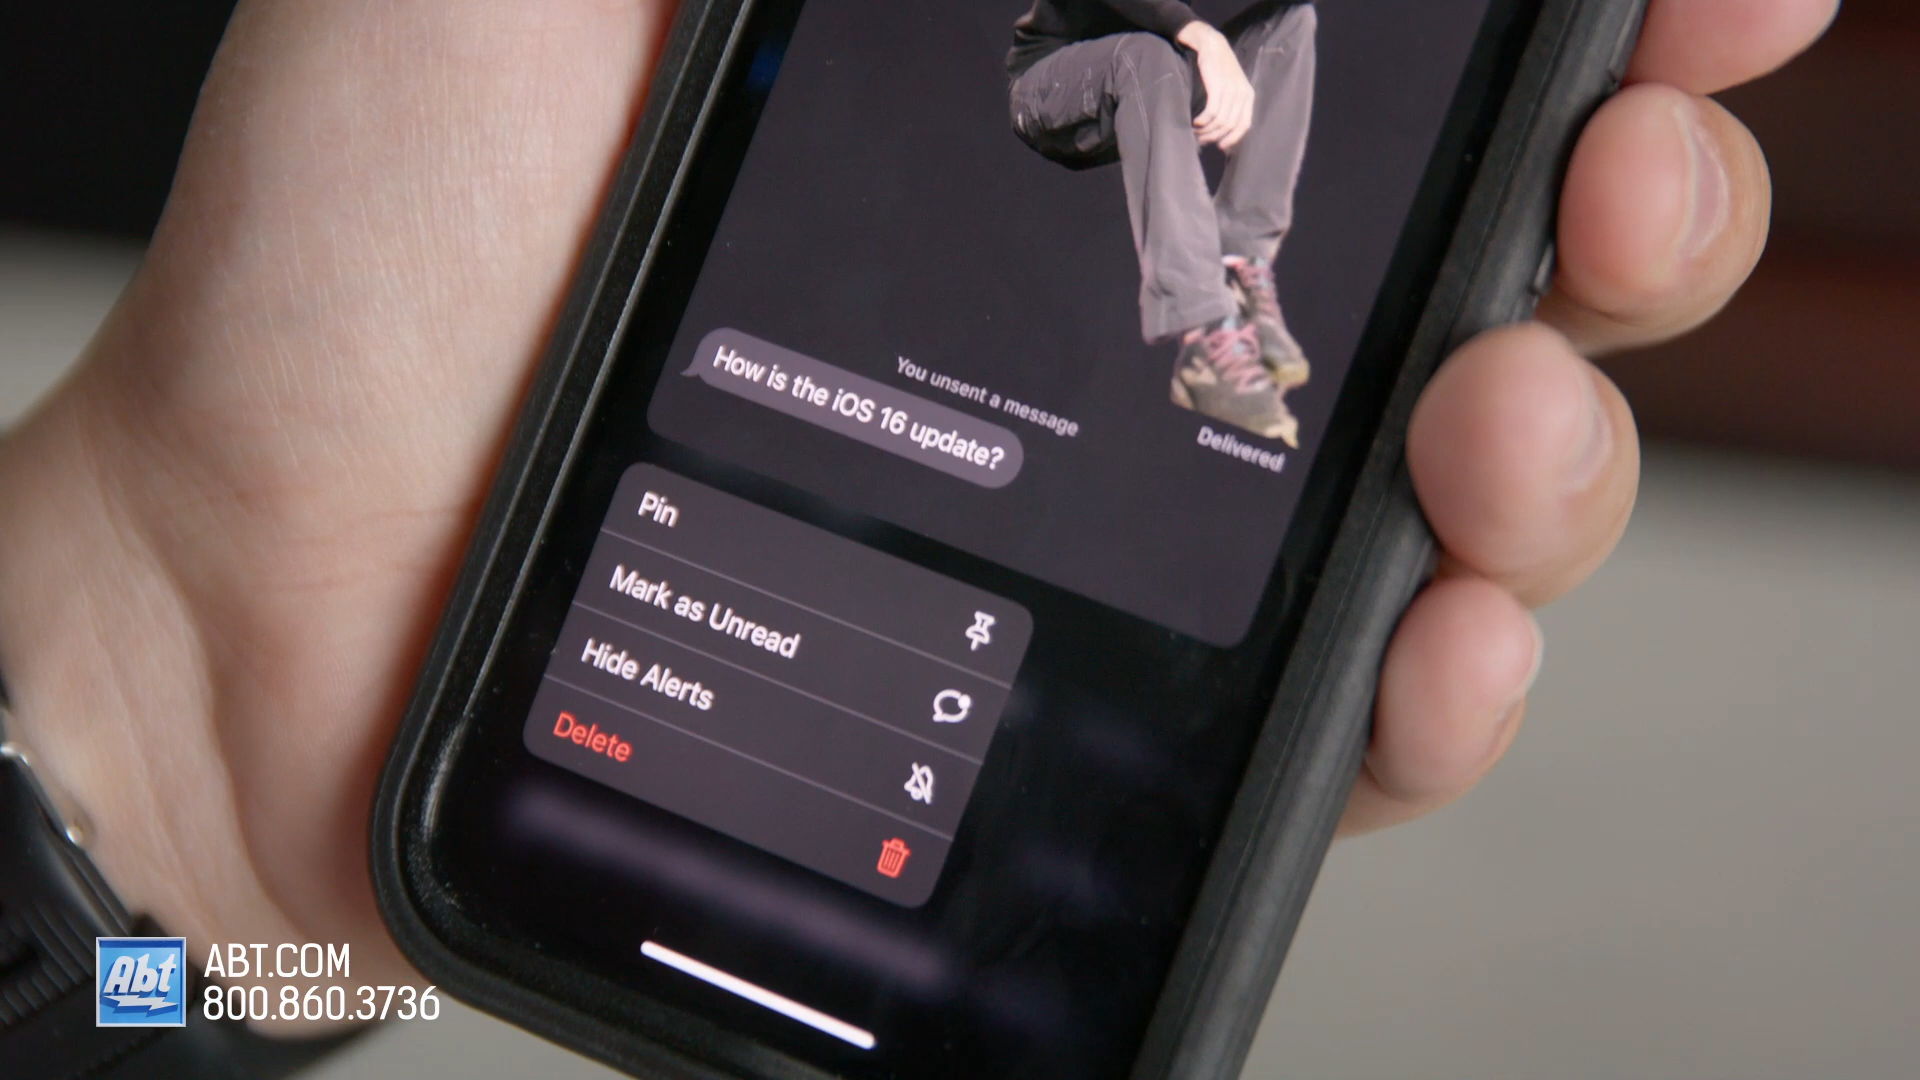 You unsent a message
How is the iOS 16 update?
Delivered
Pin
Mark as Unread
Hide Alerts
Delete
Abt
ABT.COM
800.860.3736